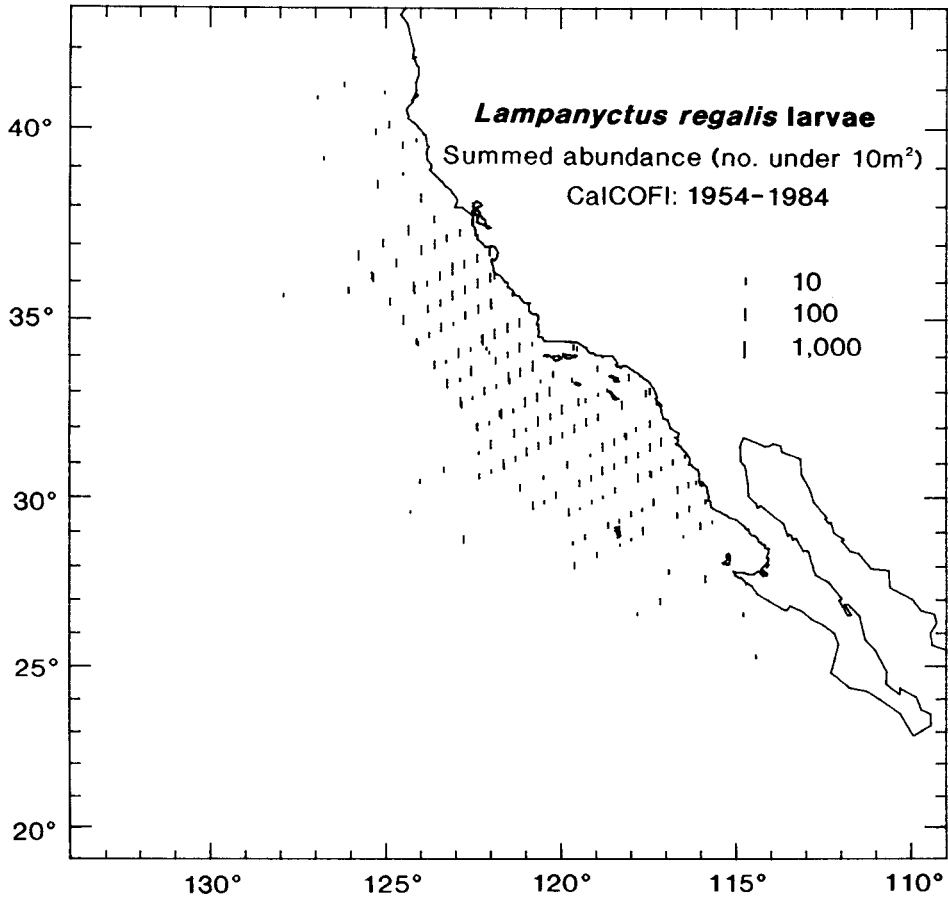 Lampanyctus regalis larvae
Summed abundance (no. under 10m²)
CalCOFI: 1954-1984
10
100
1,000
40°
35°
30°
25°
20°
130° 125° 120° 115° 110°